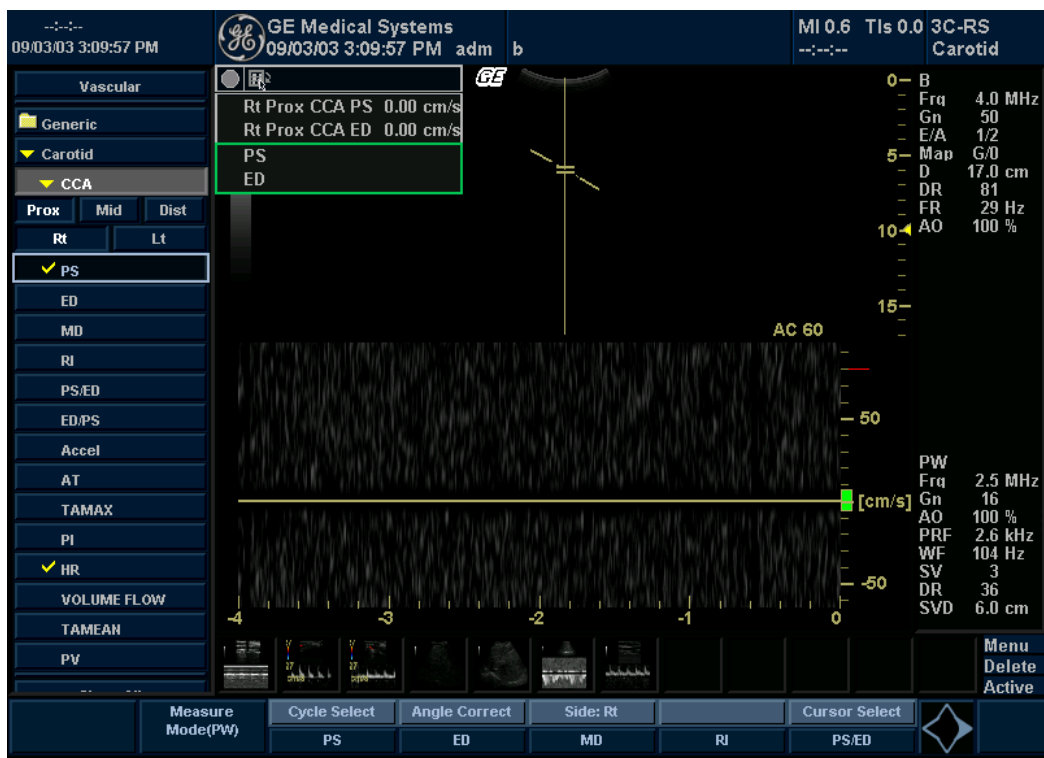 --:--:--
09/03/03 3:09:57 PM
GE Medical Systems
09/03/03 3:09:57 PM adm b
MI 0.6 TIs 0.0 3C-RS
--:--:-- Carotid
Vascular
Generic
Carotid
CCA
Prox Mid Dist
Rt Lt
PS
ED
MD
RI
PS/ED
ED/PS
Accel
AT
TAMAX
PI
HR
VOLUME FLOW
TAMEAN
PV
Rt Prox CCA PS 0.00 cm/s
Rt Prox CCA ED 0.00 cm/s
PS
ED
GE
0
5
10
15
AC 60
B
Frq 4.0 MHz
Gn 50
E/A 1/2
Map G/0
D 17.0 cm
DR 81
FR 29 Hz
AO 100 %
50
[cm/s]
-50
-4 -3 -2 -1 0
PW
Frq 2.5 MHz
Gn 16
AO 100 %
PRF 2.6 kHz
WF 104 Hz
SV 3
DR 36
SVD 6.0 cm
Menu
Delete
Active
Measure
Mode(PW)
Cycle Select Angle Correct Side: Rt Cursor Select
PS ED MD RI PS/ED